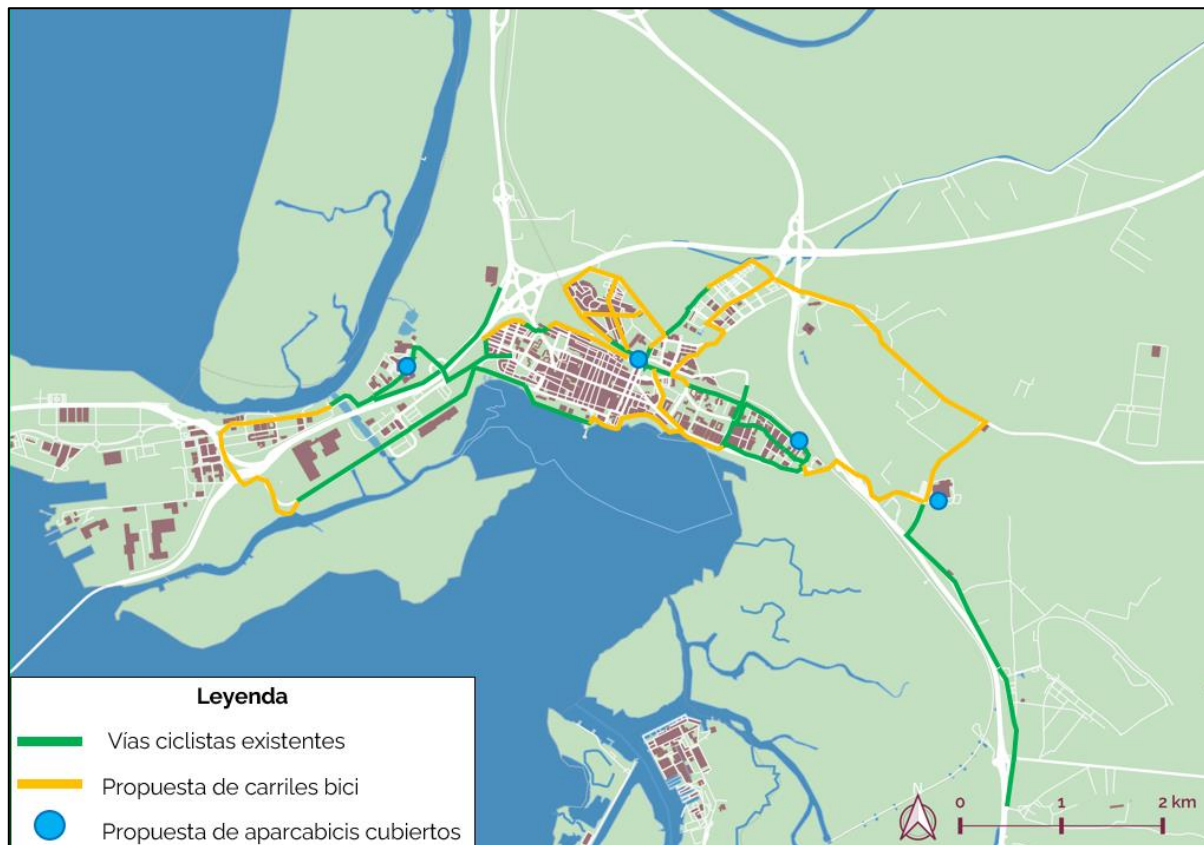 Leyenda
Vías ciclistas existentes
Propuesta de carriles bici
Propuesta de aparcabicis cubiertos
N
0 1 2 km